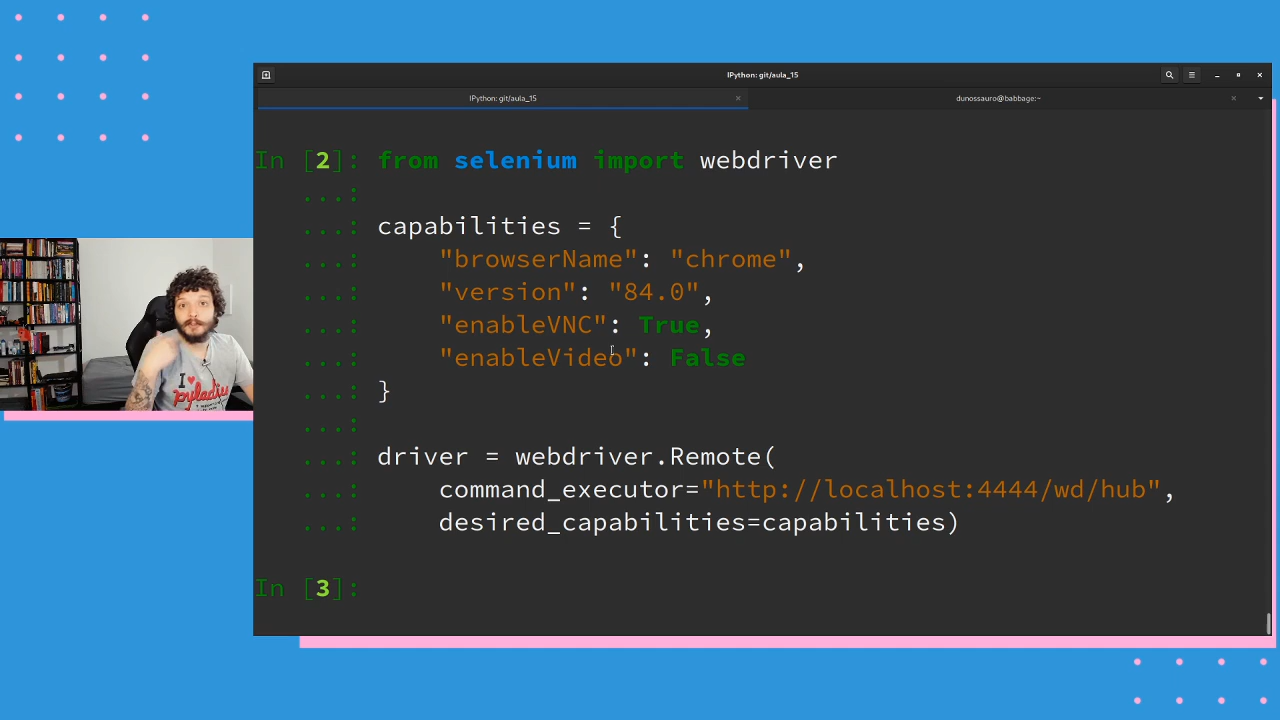 IPython: git/aula_15
IPython: git/aula_15
dunossauro@babbage:~
In [2]: from selenium import webdriver
...:
...: capabilities = {
...:     "browserName": "chrome",
...:     "version": "84.0",
...:     "enableVNC": True,
...:     "enableVideo": False
...: }
...:
...: driver = webdriver.Remote(
...:     command_executor="http://localhost:4444/wd/hub",
...:     desired_capabilities=capabilities)
In [3]:
I ♥
pyladies